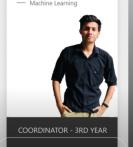 — Machine Learning
COORDINATOR - 3RD YEAR